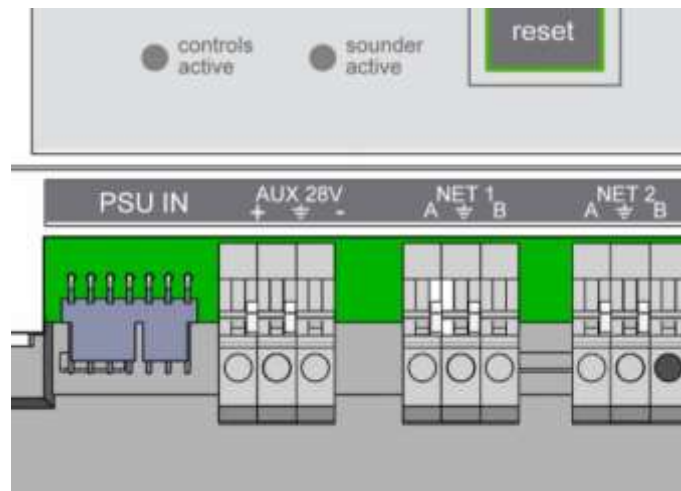 controls
active
sounder
active
reset
PSU IN
AUX 28V
+ ⏚ -
NET 1
A ⏚ B
NET 2
A ⏚ B